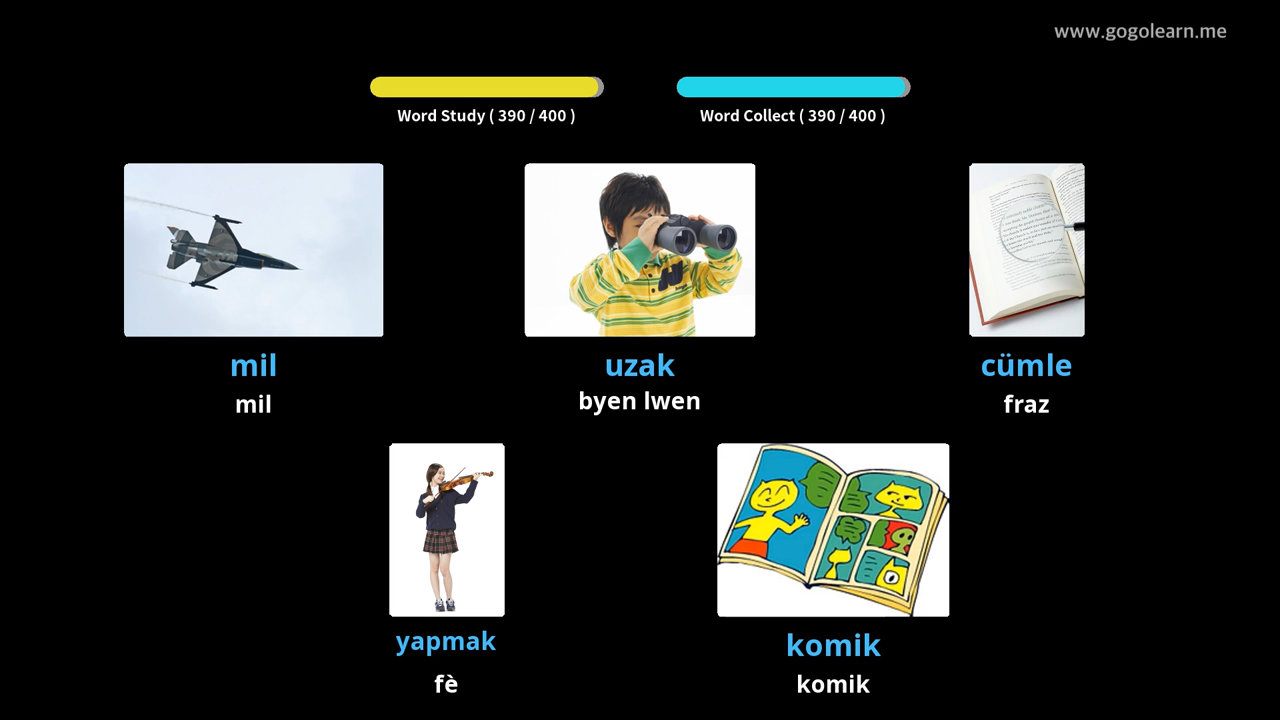 www.gogolearn.me
Word Study ( 390 / 400 )
Word Collect ( 390 / 400 )
mil
uzak
cümle
mil
byen lwen
fraz
yapmak
komik
fè
komik